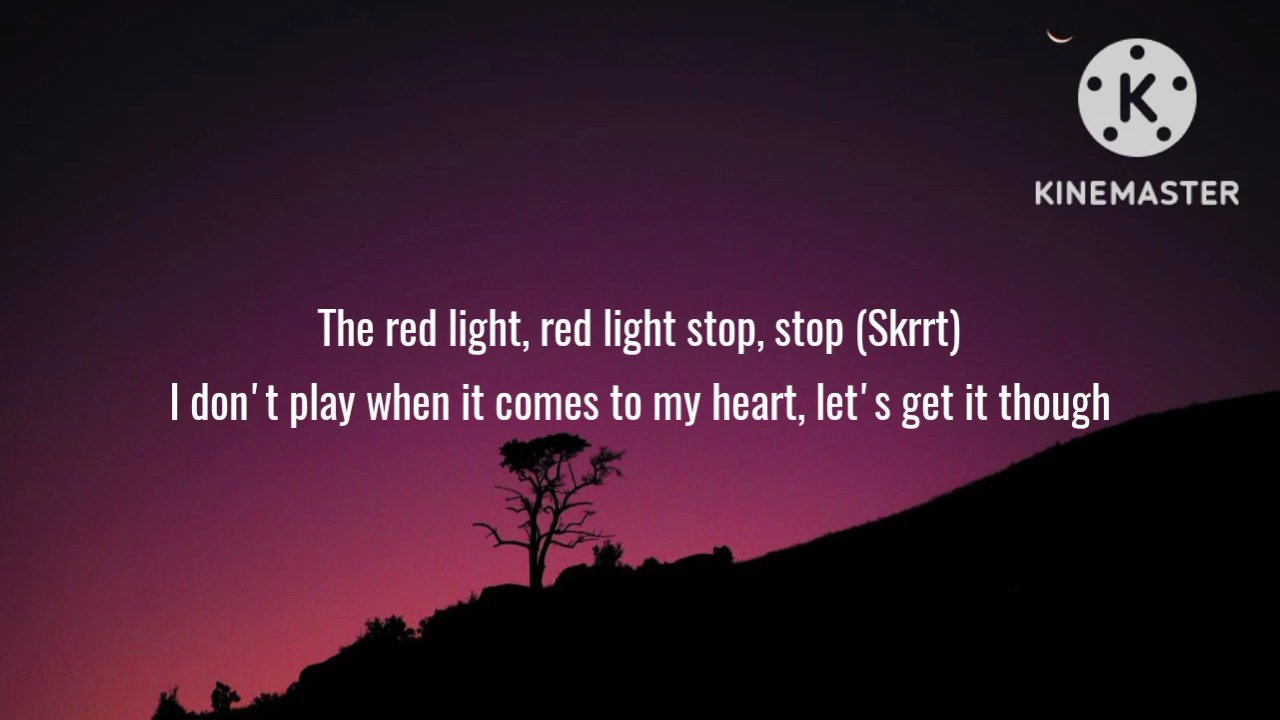 K
KINEMASTER
The red light, red light stop, stop (Skrrt)
I don't play when it comes to my heart, let's get it though